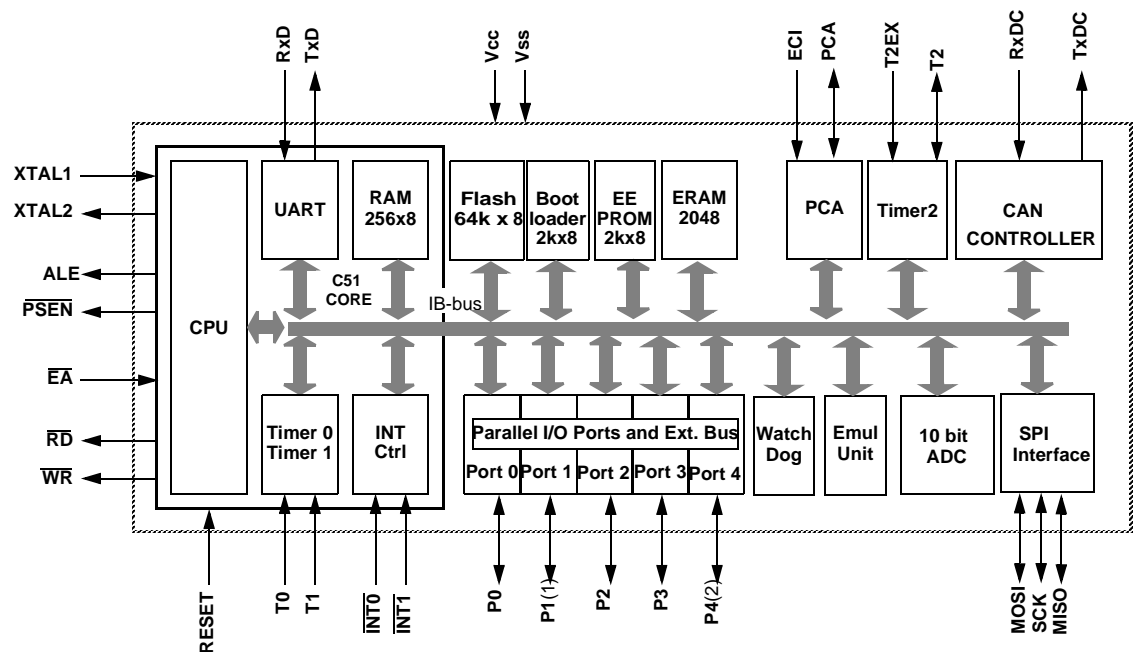 RxD
TxD
Vcc
Vss
ECI
PCA
T2EX
T2
RxDC
TxDC
XTAL1
XTAL2
ALE
PSEN
EA
RD
WR
CPU
UART
RAM
256x8
C51
CORE
IB-bus
Flash
64k x 8
Boot
loader
2kx8
EE
PROM
2kx8
ERAM
2048
PCA
Timer2
CAN
CONTROLLER
Timer 0
Timer 1
INT
Ctrl
Parallel I/O Ports and Ext. Bus
Port 0
Port 1
Port 2
Port 3
Port 4
Watch
Dog
Emul
Unit
10 bit
ADC
SPI
Interface
RESET
T0
T1
INT0
INT1
P0
P1(1)
P2
P3
P4(2)
MOSI
SCK
MISO